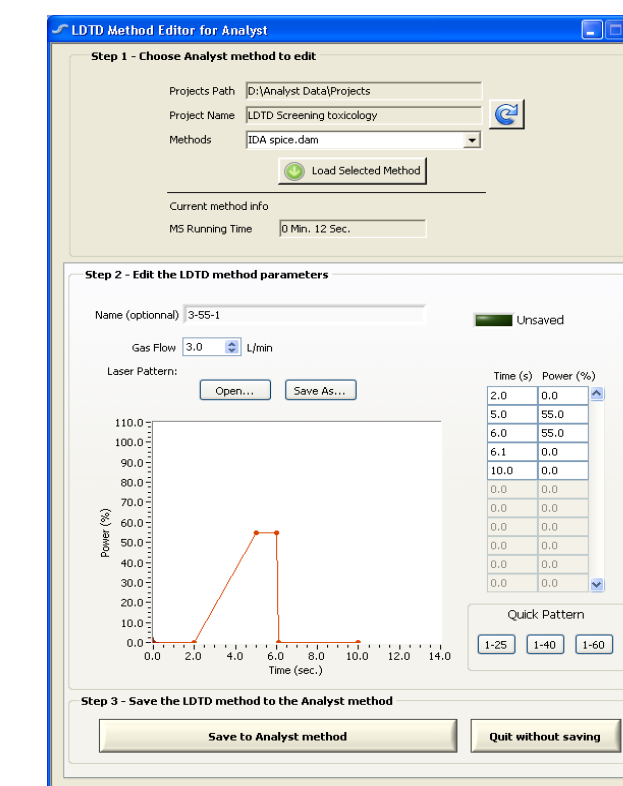 LDTD Method Editor for Analyst
Step 1 - Choose Analyst method to edit
Projects Path D:\Analyst Data\Projects
Project Name LDTD Screening toxicology
Methods IDA spice.dam
Load Selected Method
Current method info
MS Running Time 0 Min. 12 Sec.
Step 2 - Edit the LDTD method parameters
Name (optionnal) 3-55-1
Unsaved
Gas Flow 3.0 L/min
Laser Pattern:
Open... Save As...
Time (s) Power (%)
2.0 0.0
5.0 55.0
6.0 55.0
6.1 0.0
10.0 0.0
0.0 0.0
0.0 0.0
0.0 0.0
0.0 0.0
0.0 0.0
0.0 0.0
110.0
100.0
90.0
80.0
70.0
60.0
50.0
40.0
30.0
20.0
10.0
0.0
Power (%)
0.0 2.0 4.0 6.0 8.0 10.0 12.0 14.0
Time (sec.)
Quick Pattern
1-25 1-40 1-60
Step 3 - Save the LDTD method to the Analyst method
Save to Analyst method Quit without saving